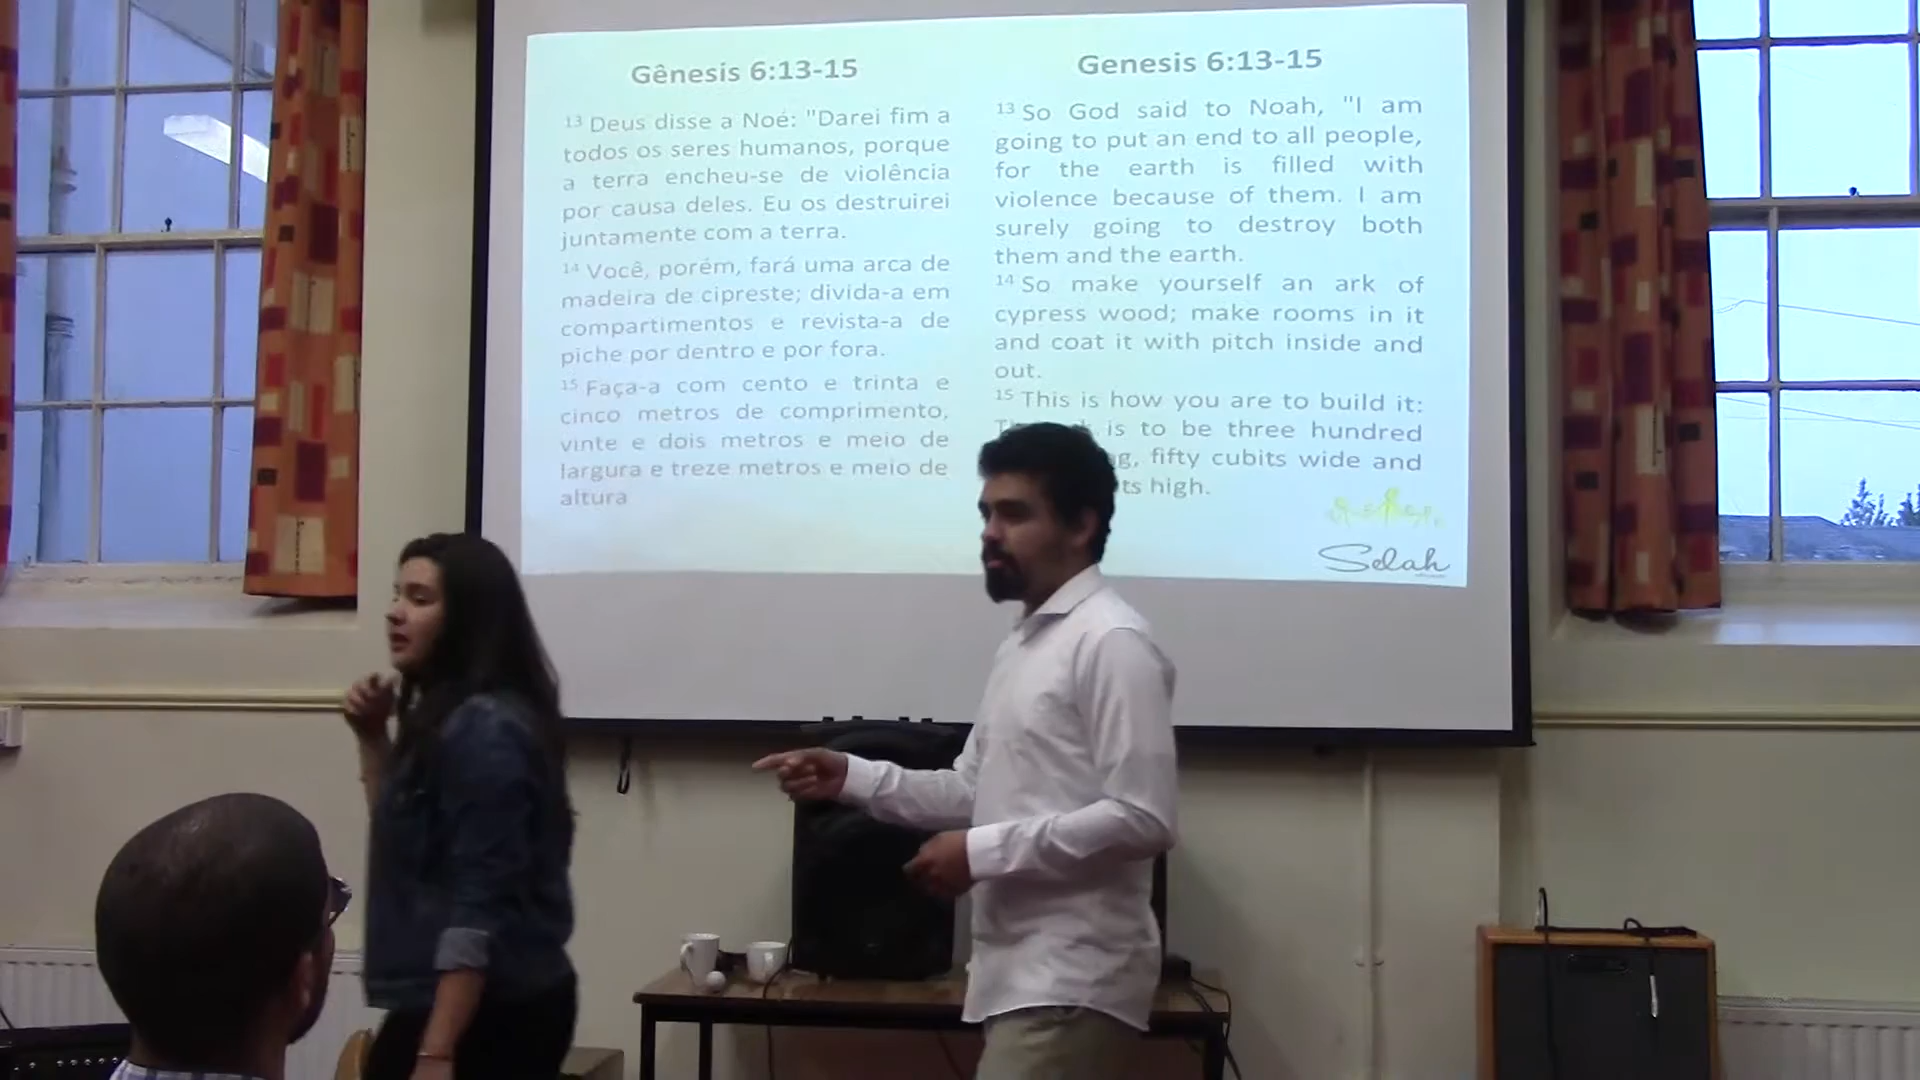 Gênesis 6:13-15
13 Deus disse a Noé: "Darei fim a
todos os seres humanos, porque
a terra encheu-se de violência
por causa deles. Eu os destruirei
juntamente com a terra.
14 Você, porém, fará uma arca de
madeira de cipreste; divida-a em
compartimentos e revista-a de
piche por dentro e por fora.
15 Faça-a com cento e trinta e
cinco metros de comprimento,
vinte e dois metros e meio de
largura e treze metros e meio de
altura
Genesis 6:13-15
13 So God said to Noah, "I am
going to put an end to all people,
for the earth is filled with
violence because of them. I am
surely going to destroy both
them and the earth.
14 So make yourself an ark of
cypress wood; make rooms in it
and coat it with pitch inside and
out.
15 This is how you are to build it:
is to be three hundred
fifty cubits wide and
high.
Selah